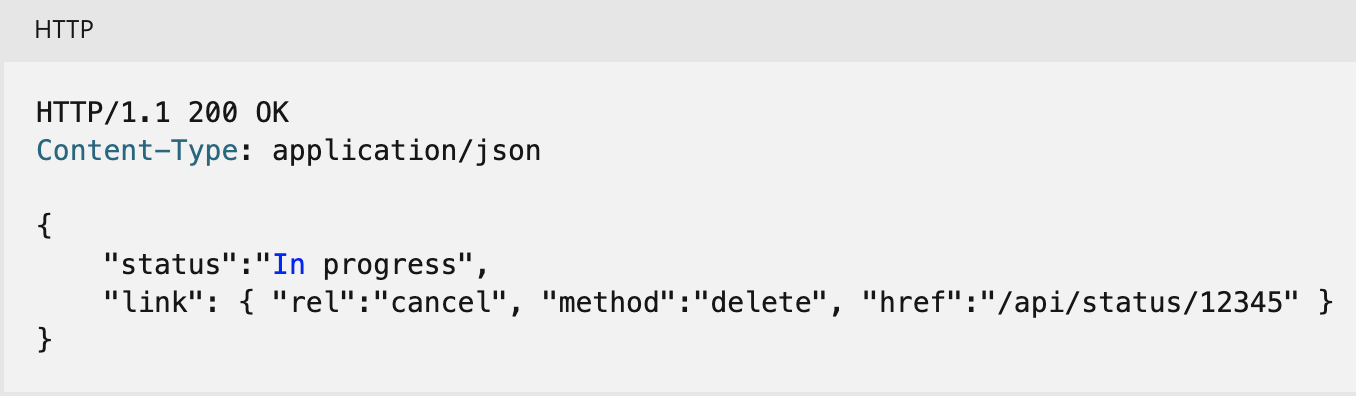 HTTP
HTTP/1.1 200 OK
Content-Type: application/json
{
    "status":"In progress",
    "link": { "rel":"cancel", "method":"delete", "href":"/api/status/12345" }
}